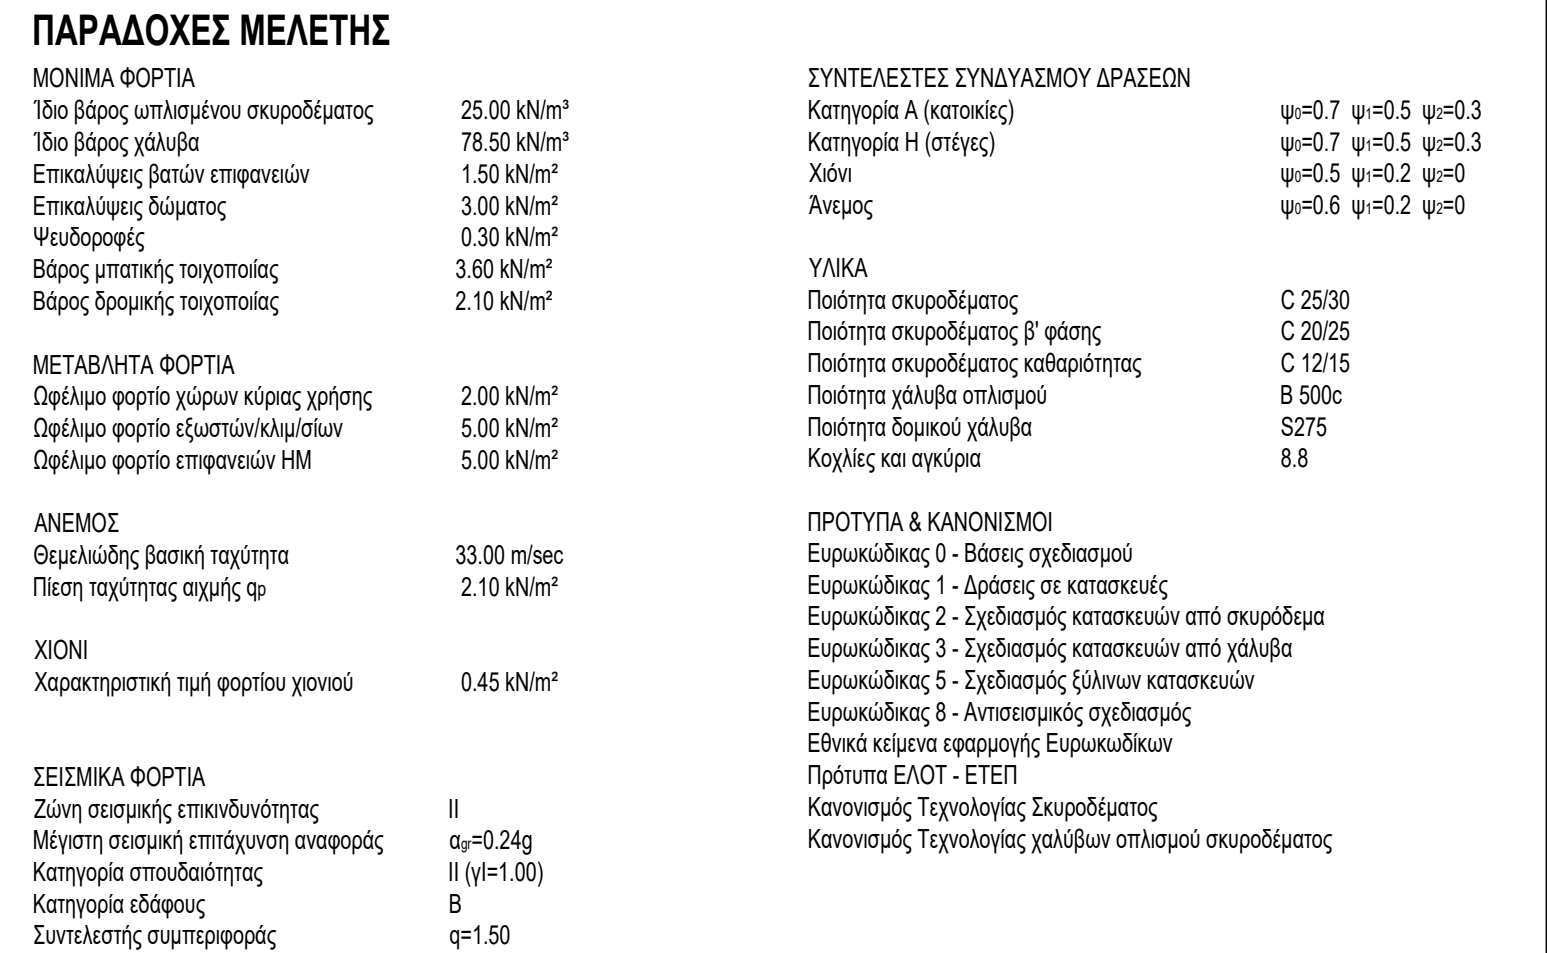 ΠΑΡΑΔΟΧΕΣ ΜΕΛΕΤΗΣ
ΜΟΝΙΜΑ ΦΟΡΤΙΑ
Ίδιο βάρος ωπλισμένου σκυροδέματος 25.00 kN/m³
Ίδιο βάρος χάλυβα 78.50 kN/m³
Επικαλύψεις βατών επιφανειών 1.50 kN/m²
Επικαλύψεις δώματος 3.00 kN/m²
Ψευδοροφές 0.30 kN/m²
Βάρος μπατικής τοιχοποιίας 3.60 kN/m²
Βάρος δρομικής τοιχοποιίας 2.10 kN/m²
ΜΕΤΑΒΛΗΤΑ ΦΟΡΤΙΑ
Ωφέλιμο φορτίο χώρων κύριας χρήσης 2.00 kN/m²
Ωφέλιμο φορτίο εξωστών/κλιμ/σίων 5.00 kN/m²
Ωφέλιμο φορτίο επιφανειών ΗΜ 5.00 kN/m²
ΑΝΕΜΟΣ
Θεμελιώδης βασική ταχύτητα 33.00 m/sec
Πίεση ταχύτητας αιχμής qp 2.10 kN/m²
ΧΙΟΝΙ
Χαρακτηριστική τιμή φορτίου χιονιού 0.45 kN/m²
ΣΕΙΣΜΙΚΑ ΦΟΡΤΙΑ
Ζώνη σεισμικής επικινδυνότητας ΙΙ
Μέγιστη σεισμική επιτάχυνση αναφοράς αgr=0.24g
Κατηγορία σπουδαιότητας ΙΙ (γΙ=1.00)
Κατηγορία εδάφους Β
Συντελεστής συμπεριφοράς q=1.50
ΣΥΝΤΕΛΕΣΤΕΣ ΣΥΝΔΥΑΣΜΟΥ ΔΡΑΣΕΩΝ
Κατηγορία Α (κατοικίες) ψ0=0.7 ψ1=0.5 ψ2=0.3
Κατηγορία Η (στέγες) ψ0=0.7 ψ1=0.5 ψ2=0.3
Χιόνι ψ0=0.5 ψ1=0.2 ψ2=0
Άνεμος ψ0=0.6 ψ1=0.2 ψ2=0
ΥΛΙΚΑ
Ποιότητα σκυροδέματος C 25/30
Ποιότητα σκυροδέματος β' φάσης C 20/25
Ποιότητα σκυροδέματος καθαριότητας C 12/15
Ποιότητα χάλυβα οπλισμού B 500c
Ποιότητα δομικού χάλυβα S275
Κοχλίες και αγκύρια 8.8
ΠΡΟΤΥΠΑ & ΚΑΝΟΝΙΣΜΟΙ
Ευρωκώδικας 0 - Βάσεις σχεδιασμού
Ευρωκώδικας 1 - Δράσεις σε κατασκευές
Ευρωκώδικας 2 - Σχεδιασμός κατασκευών από σκυρόδεμα
Ευρωκώδικας 3 - Σχεδιασμός κατασκευών από χάλυβα
Ευρωκώδικας 5 - Σχεδιασμός ξύλινων κατασκευών
Ευρωκώδικας 8 - Αντισεισμικός σχεδιασμός
Εθνικά κείμενα εφαρμογής Ευρωκωδίκων
Πρότυπα ΕΛΟΤ - ΕΤΕΠ
Κανονισμός Τεχνολογίας Σκυροδέματος
Κανονισμός Τεχνολογίας χαλύβων οπλισμού σκυροδέματος